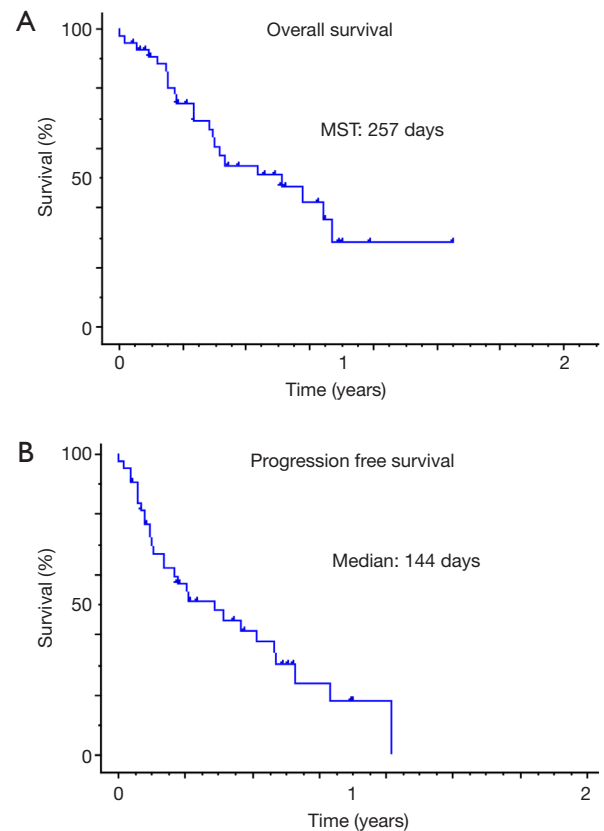 A
Overall survival
MST: 257 days
Survival (%)
100
50
0
0 1 2
Time (years)
B
Progression free survival
Median: 144 days
Survival (%)
100
50
0
0 1 2
Time (years)